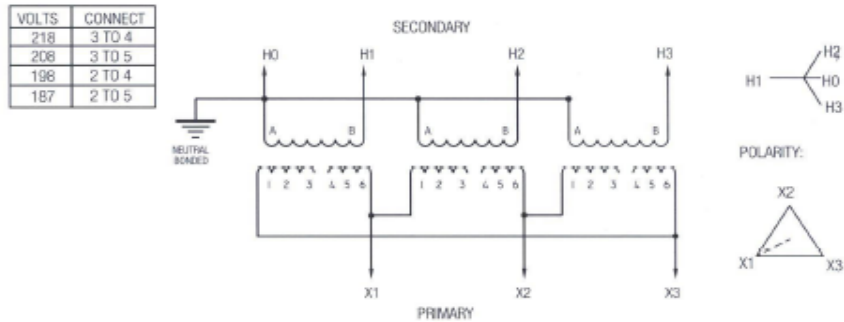 VOLTS CONNECT
218 3 TO 4
208 3 TO 5
198 2 TO 4
187 2 TO 5
SECONDARY
H0 H1 H2 H3
A B A B A B
NEUTRAL
BONDED
1 2 3 4 5 6 1 2 3 4 5 6 1 2 3 4 5 6
X1 X2 X3
PRIMARY
H2
H1 H0
H3
POLARITY:
X2
X1 X3